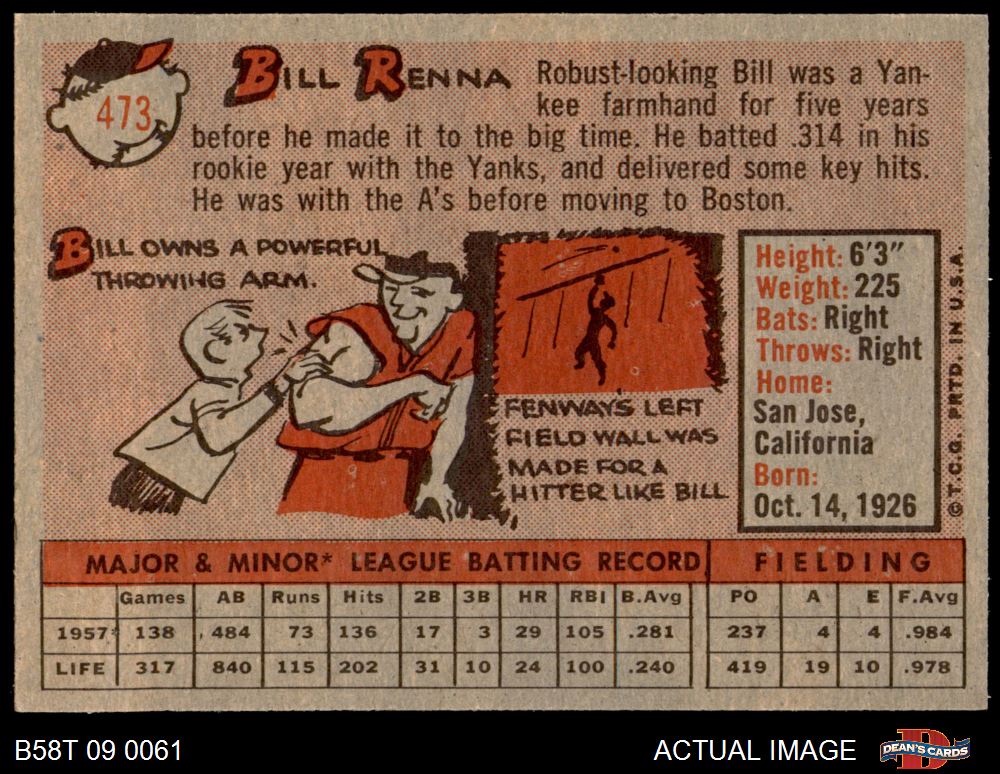 473
BILL RENNA
Robust-looking Bill was a Yan-
kee farmhand for five years
before he made it to the big time. He batted .314 in his
rookie year with the Yanks, and delivered some key hits.
He was with the A's before moving to Boston.
BILL OWNS A POWERFUL
THROWING ARM.
FENWAY'S LEFT
FIELD WALL WAS
MADE FOR A
HITTER LIKE BILL
Height: 6'3"
Weight: 225
Bats: Right
Throws: Right
Home:
San Jose,
California
Born:
Oct. 14, 1926
© T.C.G. PRTD. IN U.S.A.
MAJOR & MINOR* LEAGUE BATTING RECORD FIELDING
Games AB Runs Hits 2B 3B HR RBI B.Avg PO A E F.Avg
1957* 138 484 73 136 17 3 29 105 .281 237 4 4 .984
LIFE 317 840 115 202 31 10 24 100 .240 419 19 10 .978
B58T 09 0061 ACTUAL IMAGE DEAN'S CARDS